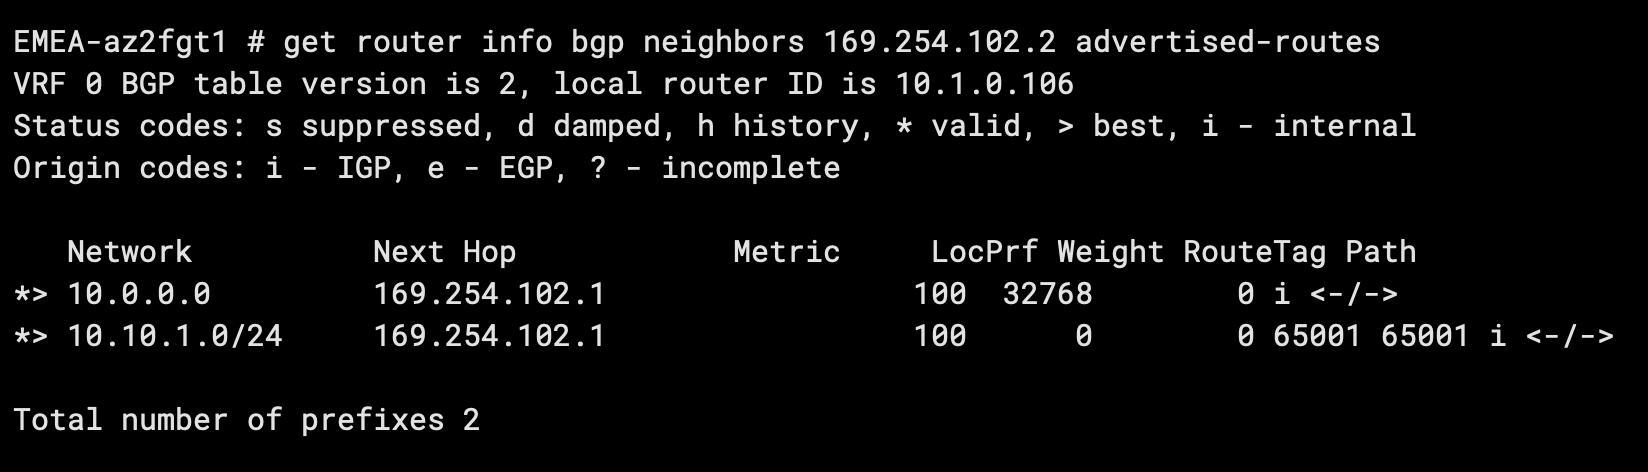 EMEA-az2fgt1 # get router info bgp neighbors 169.254.102.2 advertised-routes
VRF 0 BGP table version is 2, local router ID is 10.1.0.106
Status codes: s suppressed, d damped, h history, * valid, > best, i - internal
Origin codes: i - IGP, e - EGP, ? - incomplete

   Network          Next Hop            Metric     LocPrf Weight RouteTag Path
*> 10.0.0.0         169.254.102.1                 100  32768        0 i <-/->
*> 10.10.1.0/24     169.254.102.1                 100      0        0 65001 65001 i <-/->

Total number of prefixes 2